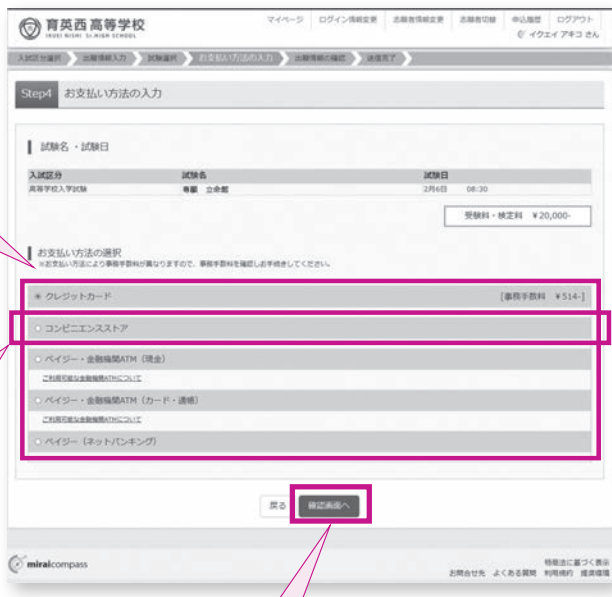 育英西高等学校
IKUEI NISHI Sr.HIGH SCHOOL
マイページ ログイン情報変更 志願者情報変更 志願者切替 申込履歴 ログアウト
イクエイ アキコ さん
入試区分選択 出願情報入力 試験選択 お支払い方法の入力 出願情報の確認 送信完了
Step4 お支払い方法の入力
試験名・試験日
入試区分 試験名 試験日
高等学校入学試験 専願 立命館 2月6日 08:30
受験料・検定料 ￥20,000-
お支払い方法の選択
※お支払い方法により事務手数料が異なりますので、事務手数料を確認しお手続きしてください。
クレジットカード [事務手数料 ￥514-]
コンビニエンスストア
ペイジー・金融機関ATM（現金）
ご利用可能な金融機関ATMについて
ペイジー・金融機関ATM（カード・通帳）
ご利用可能な金融機関ATMについて
ペイジー（ネットバンキング）
戻る 確認画面へ
miraicompass
特商法に基づく表示
お問合せ先 よくある質問 利用規約 推奨環境